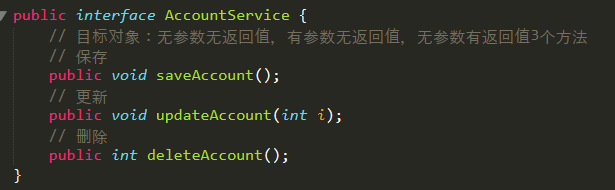 public interface AccountService {
// 目标对象：无参数无返回值，有参数无返回值，无参数有返回值3个方法
// 保存
public void saveAccount();
// 更新
public void updateAccount(int i);
// 删除
public int deleteAccount();
}